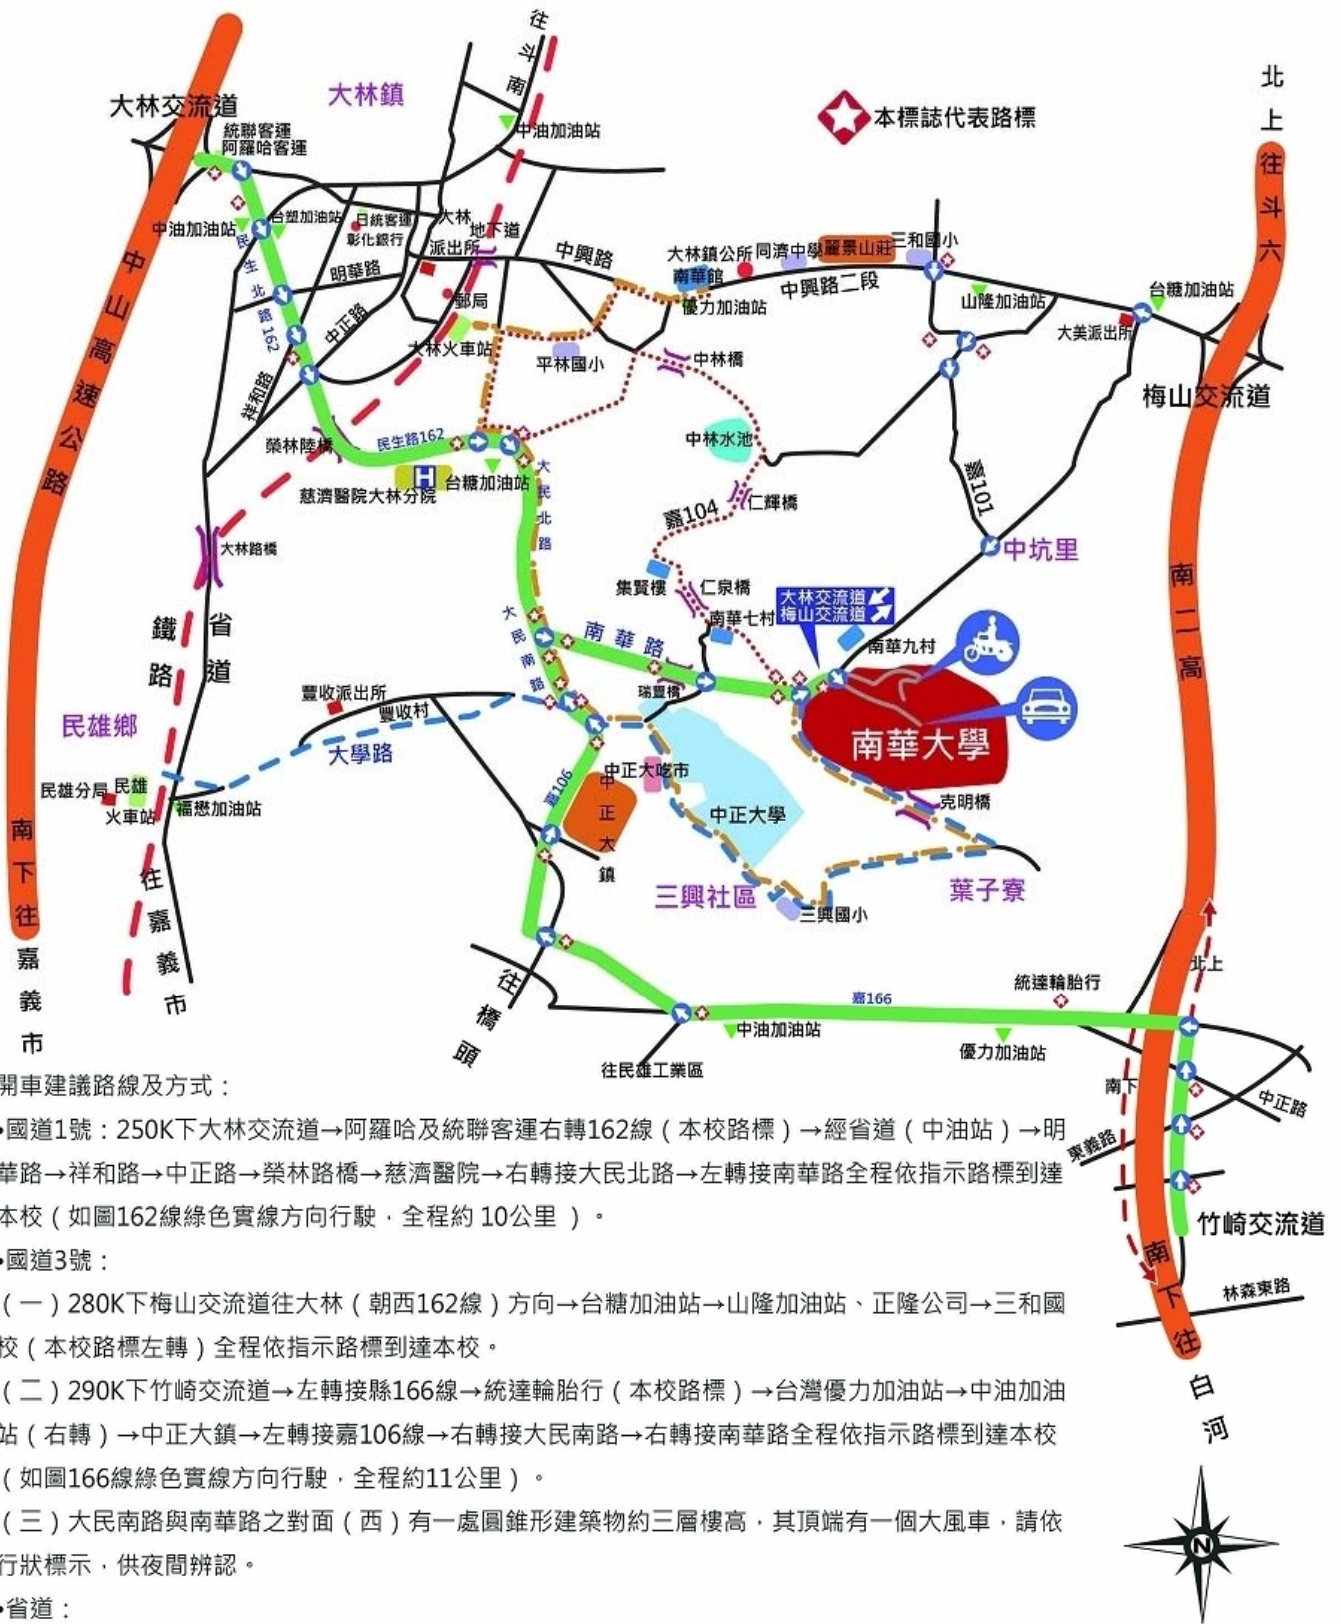 大林交流道
大林鎮
往斗南
北上往斗六
統聯客運
阿羅哈客運
中油加油站
本標誌代表路標
中油加油站
台塑加油站
日統客運
彰化銀行
大林
派出所
地下道
中興路
大林鎮公所
同濟中學
麗景山莊
三和國小
南華館
優力加油站
中興路二段
山隆加油站
台糖加油站
大美派出所
梅山交流道
中山高速公路
民生北路162
明華路
中正路
祥和路
郵局
大林火車站
平林國小
中林橋
中林水池
榮林陸橋
民生路162
H
慈濟醫院大林分院
台糖加油站
大民北路
嘉104
仁輝橋
嘉101
中坑里
大林路橋
集賢樓
仁泉橋
大林交流道
梅山交流道
南二高
鐵路
省道
大民南路
南華路
南華七村
南華九村
瑞豐橋
豐收派出所
豐收村
民雄鄉
大學路
南華大學
民雄分局
民雄
火車站
福懋加油站
嘉106
中正大吃市
中正大鎮
中正大學
克明橋
三興社區
三興國小
葉子寮
南下往嘉義市
往嘉義市
往橋頭
北上
統達輪胎行
嘉166
中油加油站
優力加油站
往民雄工業區
南下
中正路
東義路
竹崎交流道
林森東路
南下往白河
開車建議路線及方式：
•國道1號：250K下大林交流道→阿羅哈及統聯客運右轉162線（本校路標）→經省道（中油站）→明
華路→祥和路→中正路→榮林路橋→慈濟醫院→右轉接大民北路→左轉接南華路全程依指示路標到達
本校（如圖162線綠色實線方向行駛，全程約 10公里 ）。
•國道3號：
（一）280K下梅山交流道往大林（朝西162線）方向→台糖加油站→山隆加油站、正隆公司→三和國
校（本校路標左轉）全程依指示路標到達本校。
（二）290K下竹崎交流道→左轉接縣166線→統達輪胎行（本校路標）→台灣優力加油站→中油加油
站（右轉）→中正大鎮→左轉接嘉106線→右轉接大民南路→右轉接南華路全程依指示路標到達本校
（如圖166線綠色實線方向行駛，全程約11公里）。
（三）大民南路與南華路之對面（西）有一處圓錐形建築物約三層樓高，其頂端有一個大風車，請依
行狀標示，供夜間辨認。
•省道：
N